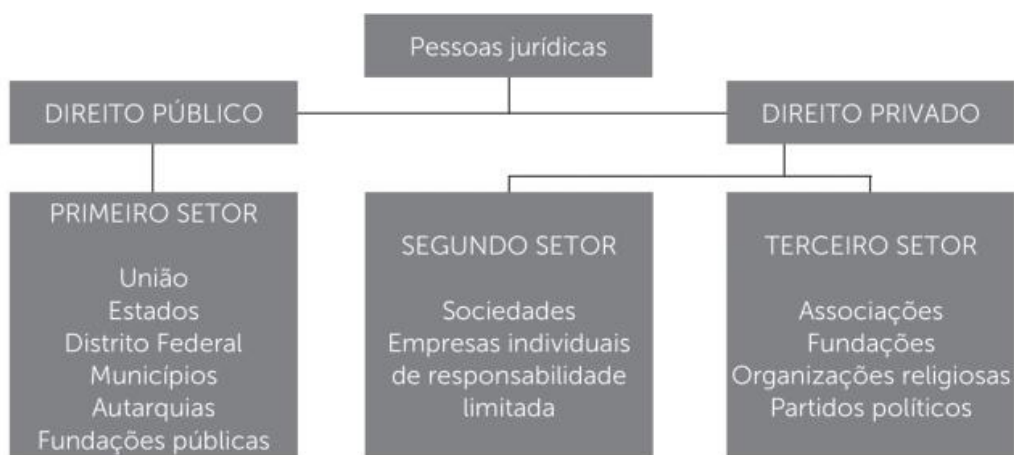 Pessoas jurídicas
DIREITO PÚBLICO
DIREITO PRIVADO
PRIMEIRO SETOR
União
Estados
Distrito Federal
Municípios
Autarquias
Fundações públicas
SEGUNDO SETOR
Sociedades
Empresas individuais
de responsabilidade
limitada
TERCEIRO SETOR
Associações
Fundações
Organizações religiosas
Partidos políticos